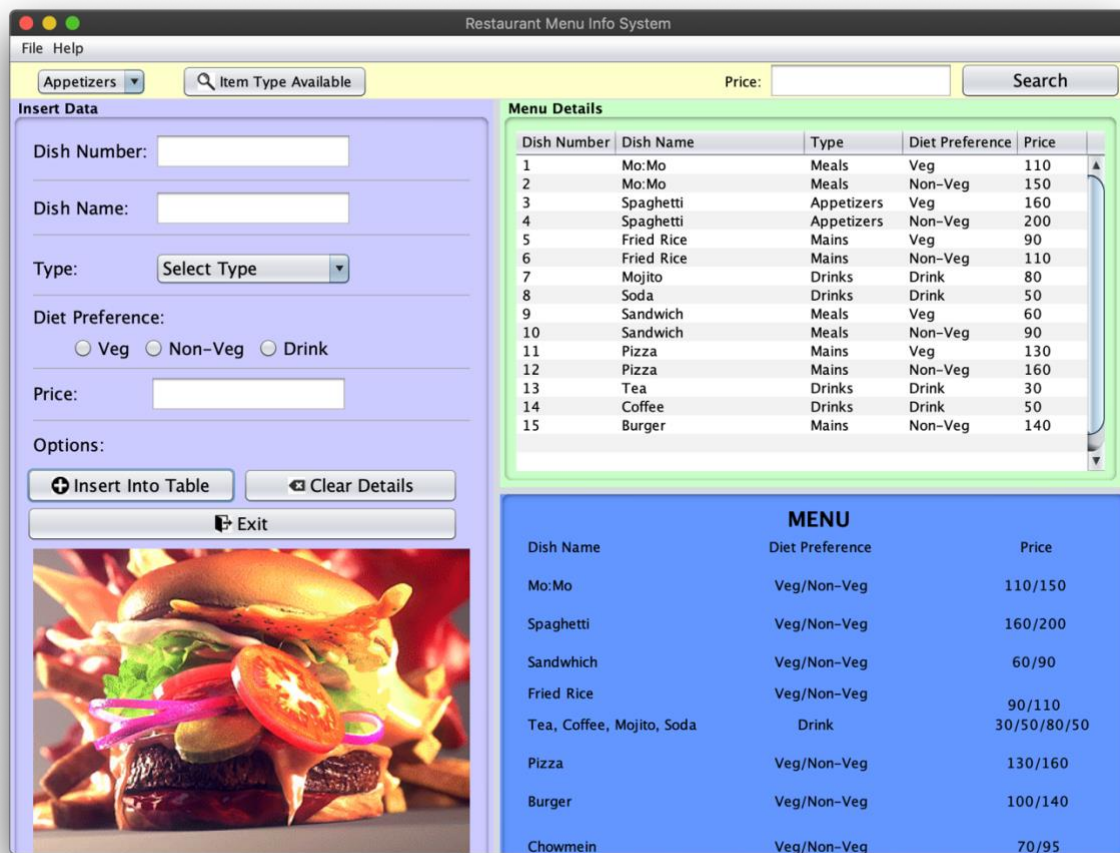 Restaurant Menu Info System
File Help
Appetizers Item Type Available Price: Search
Insert Data
Dish Number:
Dish Name:
Type: Select Type
Diet Preference:
Veg Non-Veg Drink
Price:
Options:
Insert Into Table Clear Details
Exit
Menu Details
Dish Number Dish Name Type Diet Preference Price
1 Mo:Mo Meals Veg 110
2 Mo:Mo Meals Non-Veg 150
3 Spaghetti Appetizers Veg 160
4 Spaghetti Appetizers Non-Veg 200
5 Fried Rice Mains Veg 90
6 Fried Rice Mains Non-Veg 110
7 Mojito Drinks Drink 80
8 Soda Drinks Drink 50
9 Sandwich Meals Veg 60
10 Sandwich Meals Non-Veg 90
11 Pizza Mains Veg 130
12 Pizza Mains Non-Veg 160
13 Tea Drinks Drink 30
14 Coffee Drinks Drink 50
15 Burger Mains Non-Veg 140
MENU
Dish Name Diet Preference Price
Mo:Mo Veg/Non-Veg 110/150
Spaghetti Veg/Non-Veg 160/200
Sandwhich Veg/Non-Veg 60/90
Fried Rice Veg/Non-Veg 90/110
Tea, Coffee, Mojito, Soda Drink 30/50/80/50
Pizza Veg/Non-Veg 130/160
Burger Veg/Non-Veg 100/140
Chowmein Veg/Non-Veg 70/95